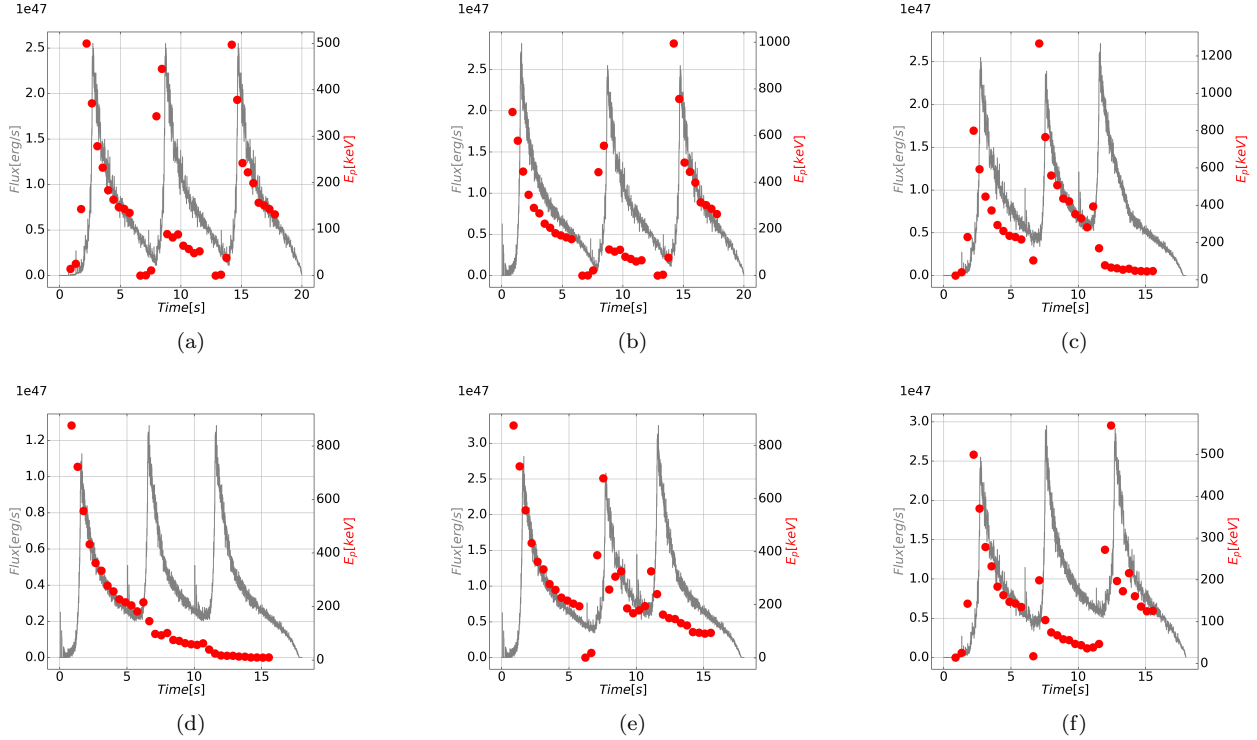 1e47 1e47 1e47
2.5 2.0 1.5 1.0 0.5 0.0
Flux[erg/s]
0 5 10 15 20
Time[s]
500 400 300 200 100 0
E_p[keV]
(a)
2.5 2.0 1.5 1.0 0.5 0.0
Flux[erg/s]
0 5 10 15 20
Time[s]
1000 800 600 400 200 0
E_p[keV]
(b)
2.5 2.0 1.5 1.0 0.5 0.0
Flux[erg/s]
0 5 10 15
Time[s]
1200 1000 800 600 400 200 0
E_p[keV]
(c)
1e47 1e47 1e47
1.2 1.0 0.8 0.6 0.4 0.2 0.0
Flux[erg/s]
0 5 10 15
Time[s]
800 600 400 200 0
E_p[keV]
(d)
3.0 2.5 2.0 1.5 1.0 0.5 0.0
Flux[erg/s]
0 5 10 15
Time[s]
800 600 400 200 0
E_p[keV]
(e)
3.0 2.5 2.0 1.5 1.0 0.5 0.0
Flux[erg/s]
0 5 10 15
Time[s]
500 400 300 200 100 0
E_p[keV]
(f)